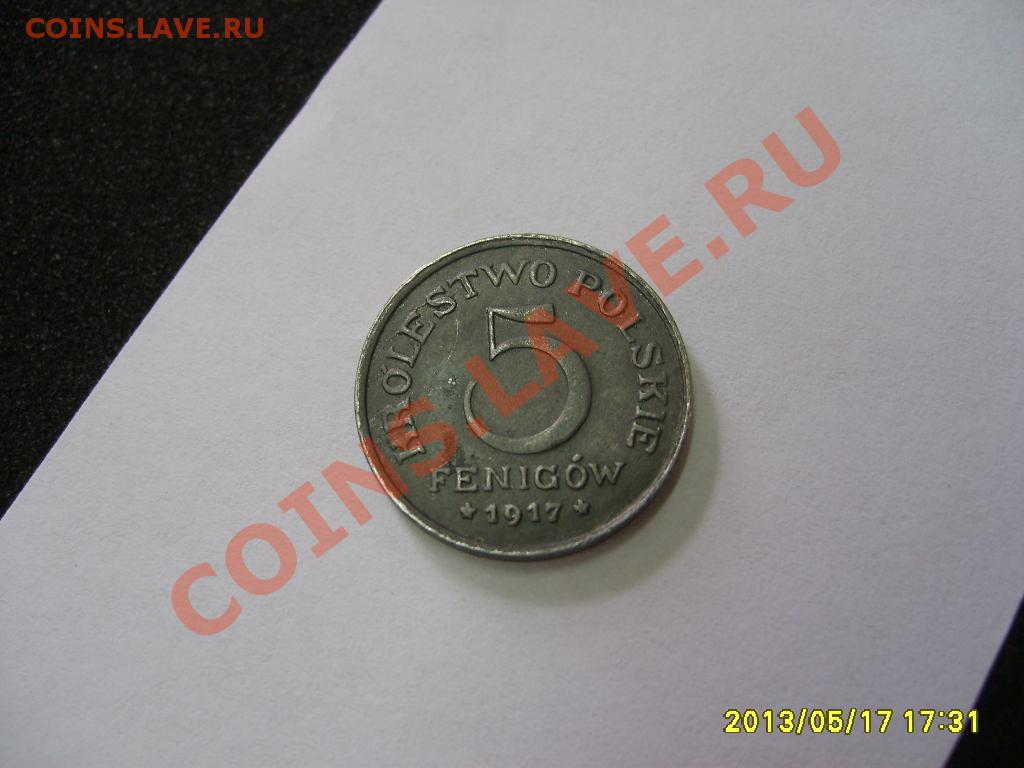 COINS.LAVE.RU
COINS.LAVE.RU
KRÓLESTWO POLSKIE
5
FENIGÓW
* 1917 *
2013/05/17 17:31